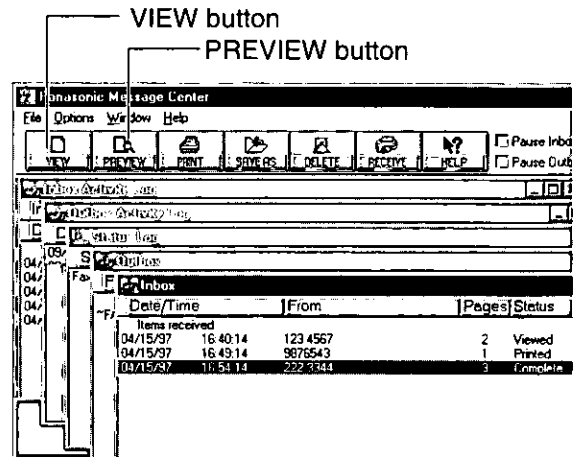 VIEW button
PREVIEW button
Panasonic Message Center
File Options Window Help
VIEW PREVIEW PRINT SAVE AS DELETE RECEIVE HELP
Pause Inbo
Pause Outb
Inbox Activity Log
Outbox Activity Log
Status Log
Outbox
Inbox
Date/Time From Pages Status
Items received
04/15/97 16:40:14 123 4567 2 Viewed
04/15/97 16:49:14 9876543 1 Printed
04/15/97 16:54:14 222 3344 3 Complete